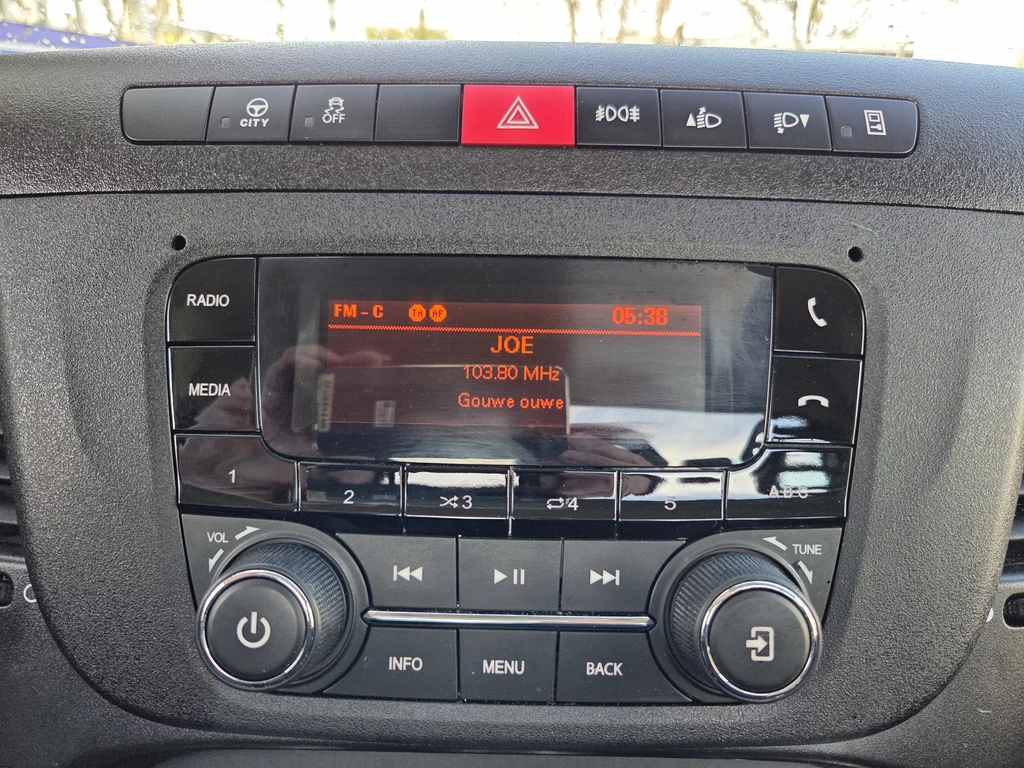 CITY
OFF
RADIO
MEDIA
FM-C TA AF 05:38
JOE
103.80 MHz
Gouwe ouwe
1
2
3
4
5
ABC
VOL
TUNE
INFO
MENU
BACK